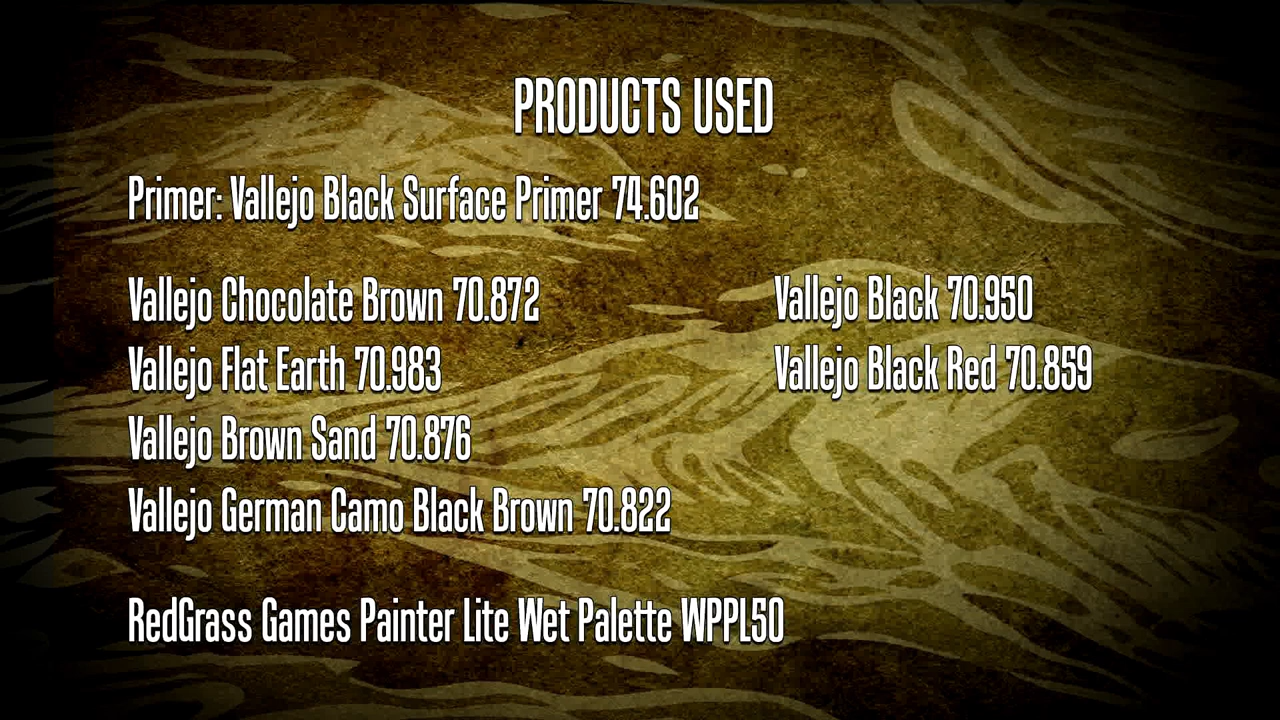 PRODUCTS USED
Primer: Vallejo Black Surface Primer 74.602
Vallejo Chocolate Brown 70.872
Vallejo Flat Earth 70.983
Vallejo Brown Sand 70.876
Vallejo German Camo Black Brown 70.822
Vallejo Black 70.950
Vallejo Black Red 70.859
RedGrass Games Painter Lite Wet Palette WPPL50